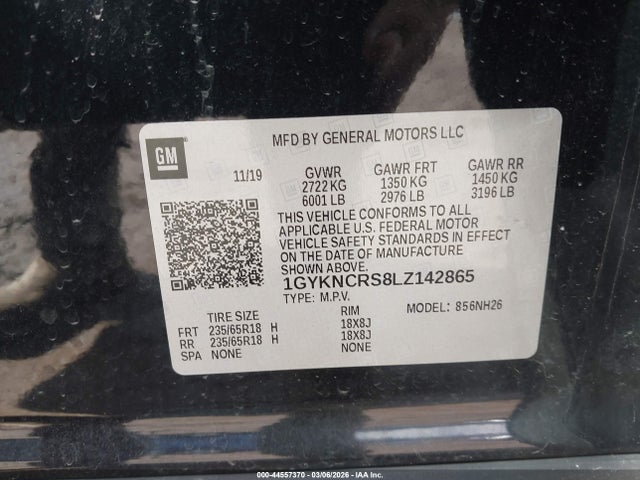 MFD BY GENERAL MOTORS LLC
GM
11/19 GVWR GAWR FRT GAWR RR
2722 KG 1350 KG 1450 KG
6001 LB 2976 LB 3196 LB
THIS VEHICLE CONFORMS TO ALL
APPLICABLE U.S. FEDERAL MOTOR
VEHICLE SAFETY STANDARDS IN EFFECT
ON THE DATE OF MANUFACTURE
SHOWN ABOVE.
1GYKNCRS8LZ142865
TYPE: M.P.V. MODEL: 856NH26
TIRE SIZE RIM
FRT 235/65R18 H 18X8J
RR 235/65R18 H 18X8J
SPA NONE NONE
000-44557370 - 03/06/2026 - IAA Corp.